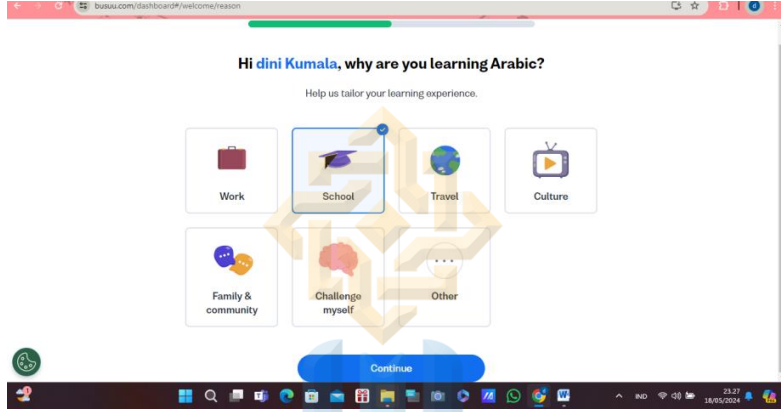 busuu.com/dashboard#/welcome/reason
Hi dini Kumala, why are you learning Arabic?
Help us tailor your learning experience.
Work
School
Travel
Culture
Family &
community
Challenge
myself
Other
Continue
IND
23.27
18/05/2024